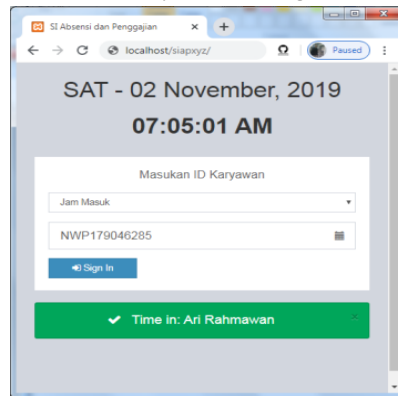 SI Absensi dan Penggajian
localhost/siapxyz/
Paused
SAT - 02 November, 2019
07:05:01 AM
Masukan ID Karyawan
Jam Masuk
NWP179046285
Sign In
Time in: Ari Rahmawan